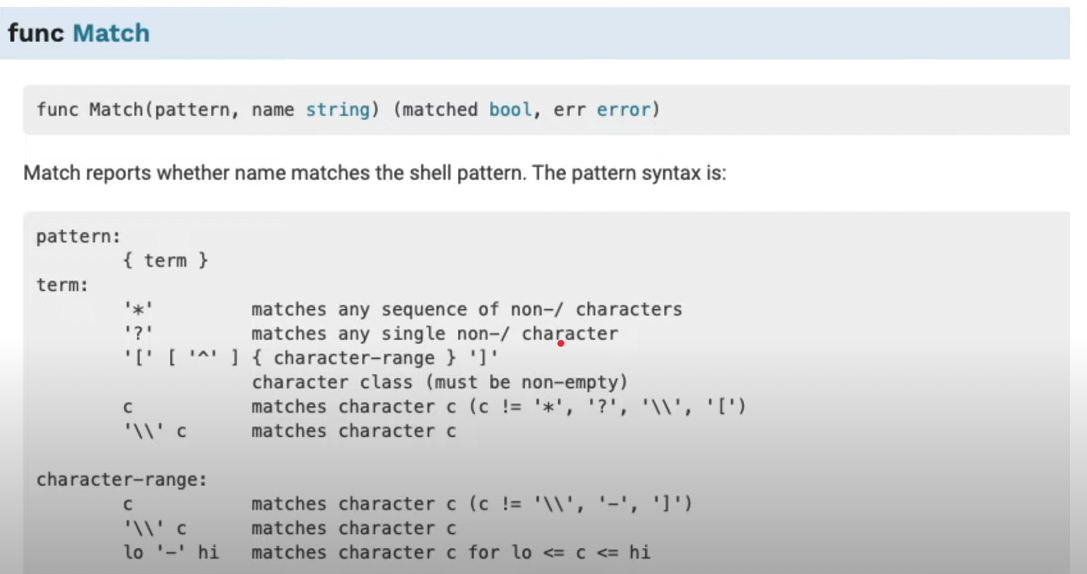 func Match
func Match(pattern, name string) (matched bool, err error)
Match reports whether name matches the shell pattern. The pattern syntax is:
pattern:
{ term }
term:
'*' matches any sequence of non-/ characters
'?' matches any single non-/ character
'[' [ '^' ] { character-range } ']'
character class (must be non-empty)
c matches character c (c != '*', '?', '\\', '[')
'\\' c matches character c
character-range:
c matches character c (c != '\\', '-', ']')
'\\' c matches character c
lo '-' hi matches character c for lo <= c <= hi